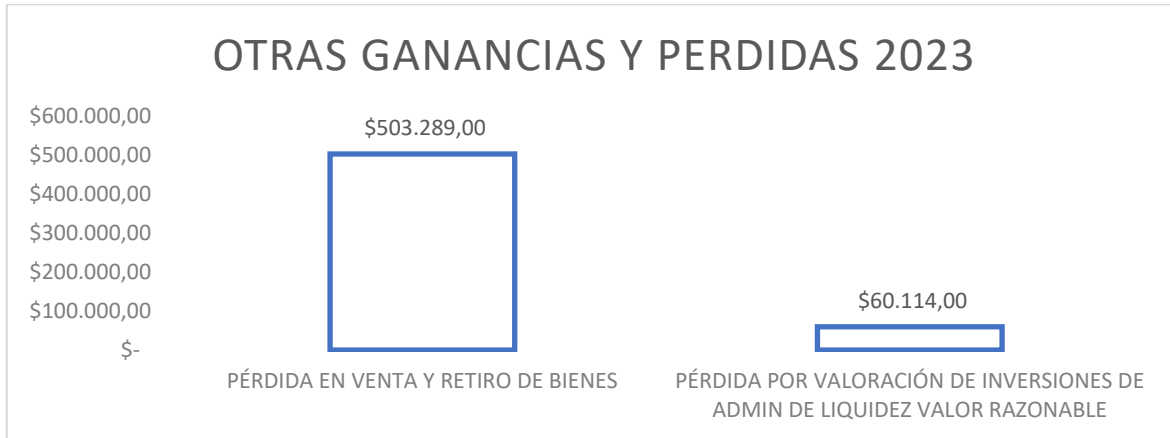 OTRAS GANANCIAS Y PERDIDAS 2023
$600.000,00
$500.000,00
$400.000,00
$300.000,00
$200.000,00
$100.000,00
$-
$503.289,00
$60.114,00
PÉRDIDA EN VENTA Y RETIRO DE BIENES
PÉRDIDA POR VALORACIÓN DE INVERSIONES DE
ADMIN DE LIQUIDEZ VALOR RAZONABLE